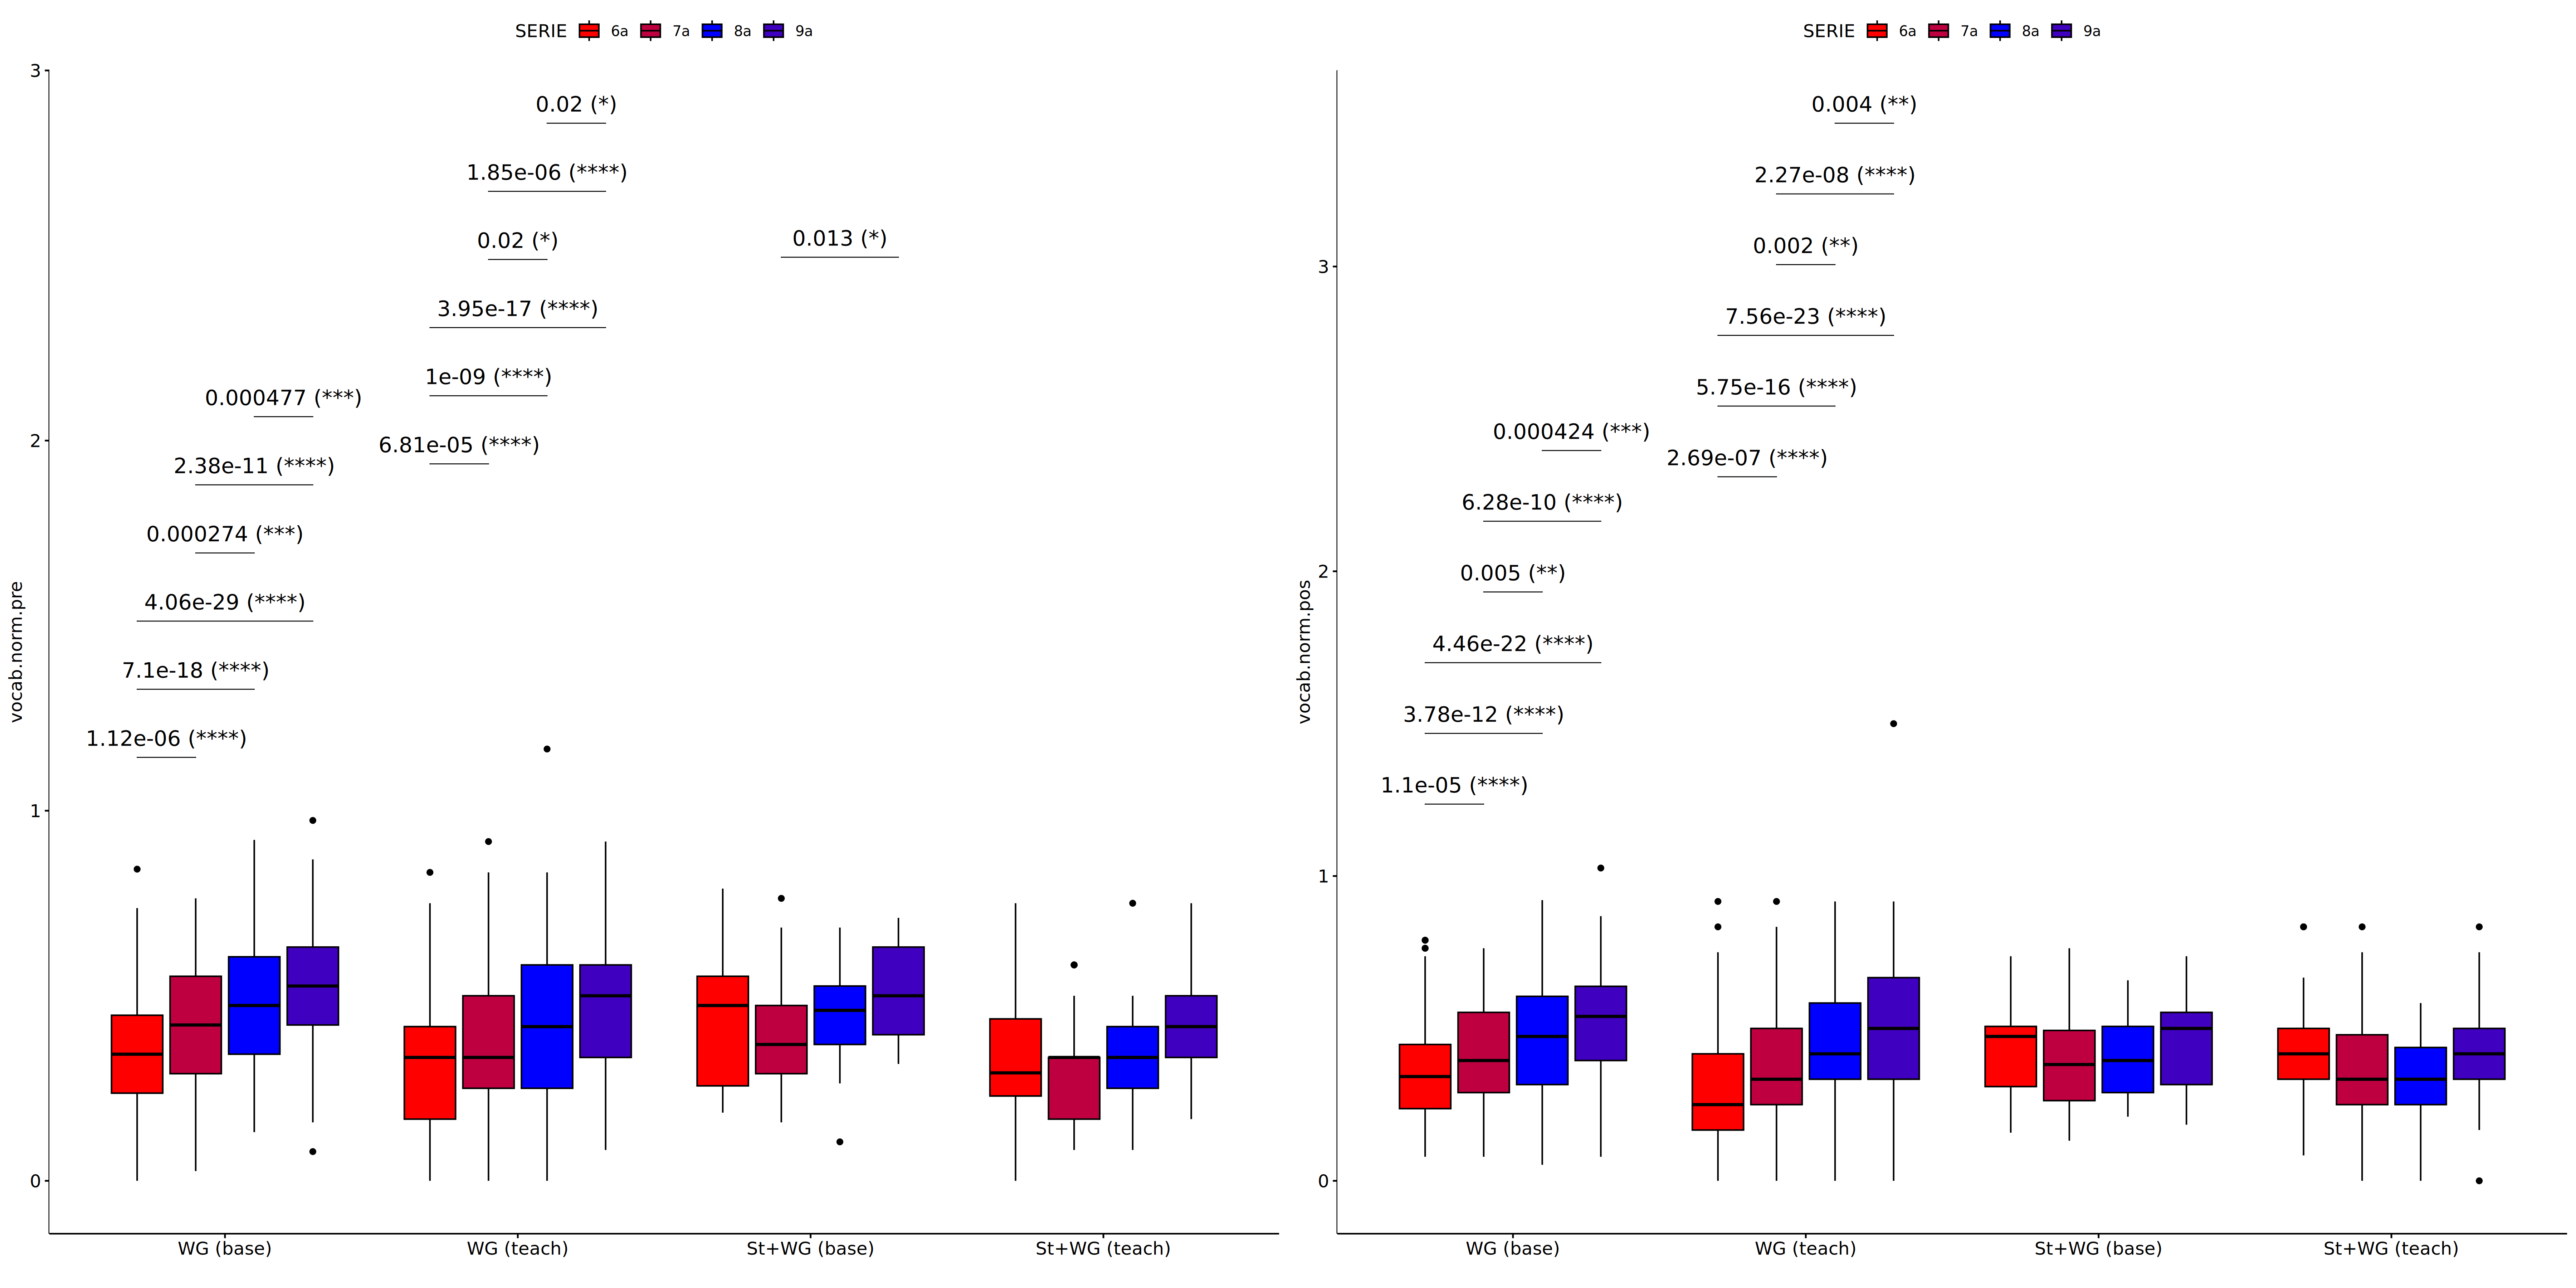 SERIE 6a 7a 8a 9a
3
2
1
0
vocab.norm.pre
0.02 (*)
1.85e-06 (****)
0.02 (*)
0.013 (*)
3.95e-17 (****)
1e-09 (****)
0.000477 (***)
6.81e-05 (****)
2.38e-11 (****)
0.000274 (***)
4.06e-29 (****)
7.1e-18 (****)
1.12e-06 (****)
WG (base) WG (teach) St+WG (base) St+WG (teach)
SERIE 6a 7a 8a 9a
3
2
1
0
vocab.norm.pos
0.004 (**)
2.27e-08 (****)
0.002 (**)
7.56e-23 (****)
5.75e-16 (****)
0.000424 (***)
2.69e-07 (****)
6.28e-10 (****)
0.005 (**)
4.46e-22 (****)
3.78e-12 (****)
1.1e-05 (****)
WG (base) WG (teach) St+WG (base) St+WG (teach)